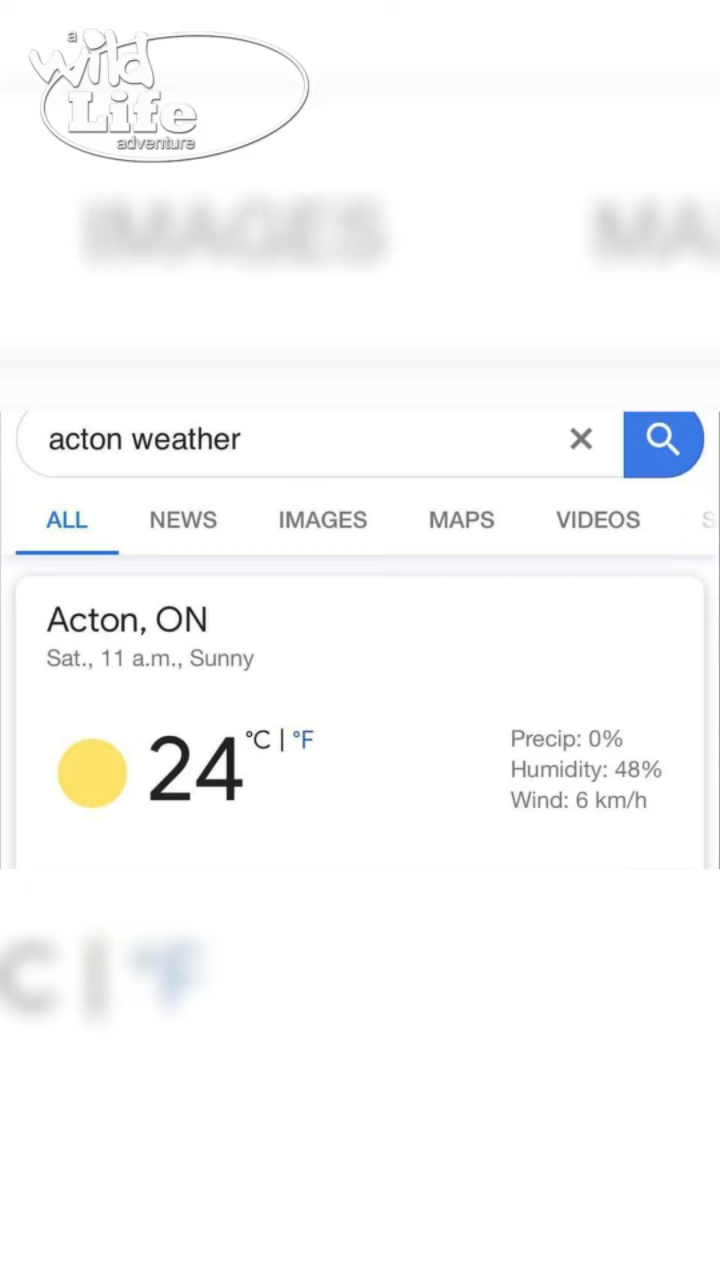 a
wild
Life
adventure
IMAGES
acton weather
ALL NEWS IMAGES MAPS VIDEOS S
Acton, ON
Sat., 11 a.m., Sunny
24 °C | °F
Precip: 0%
Humidity: 48%
Wind: 6 km/h
C | °F